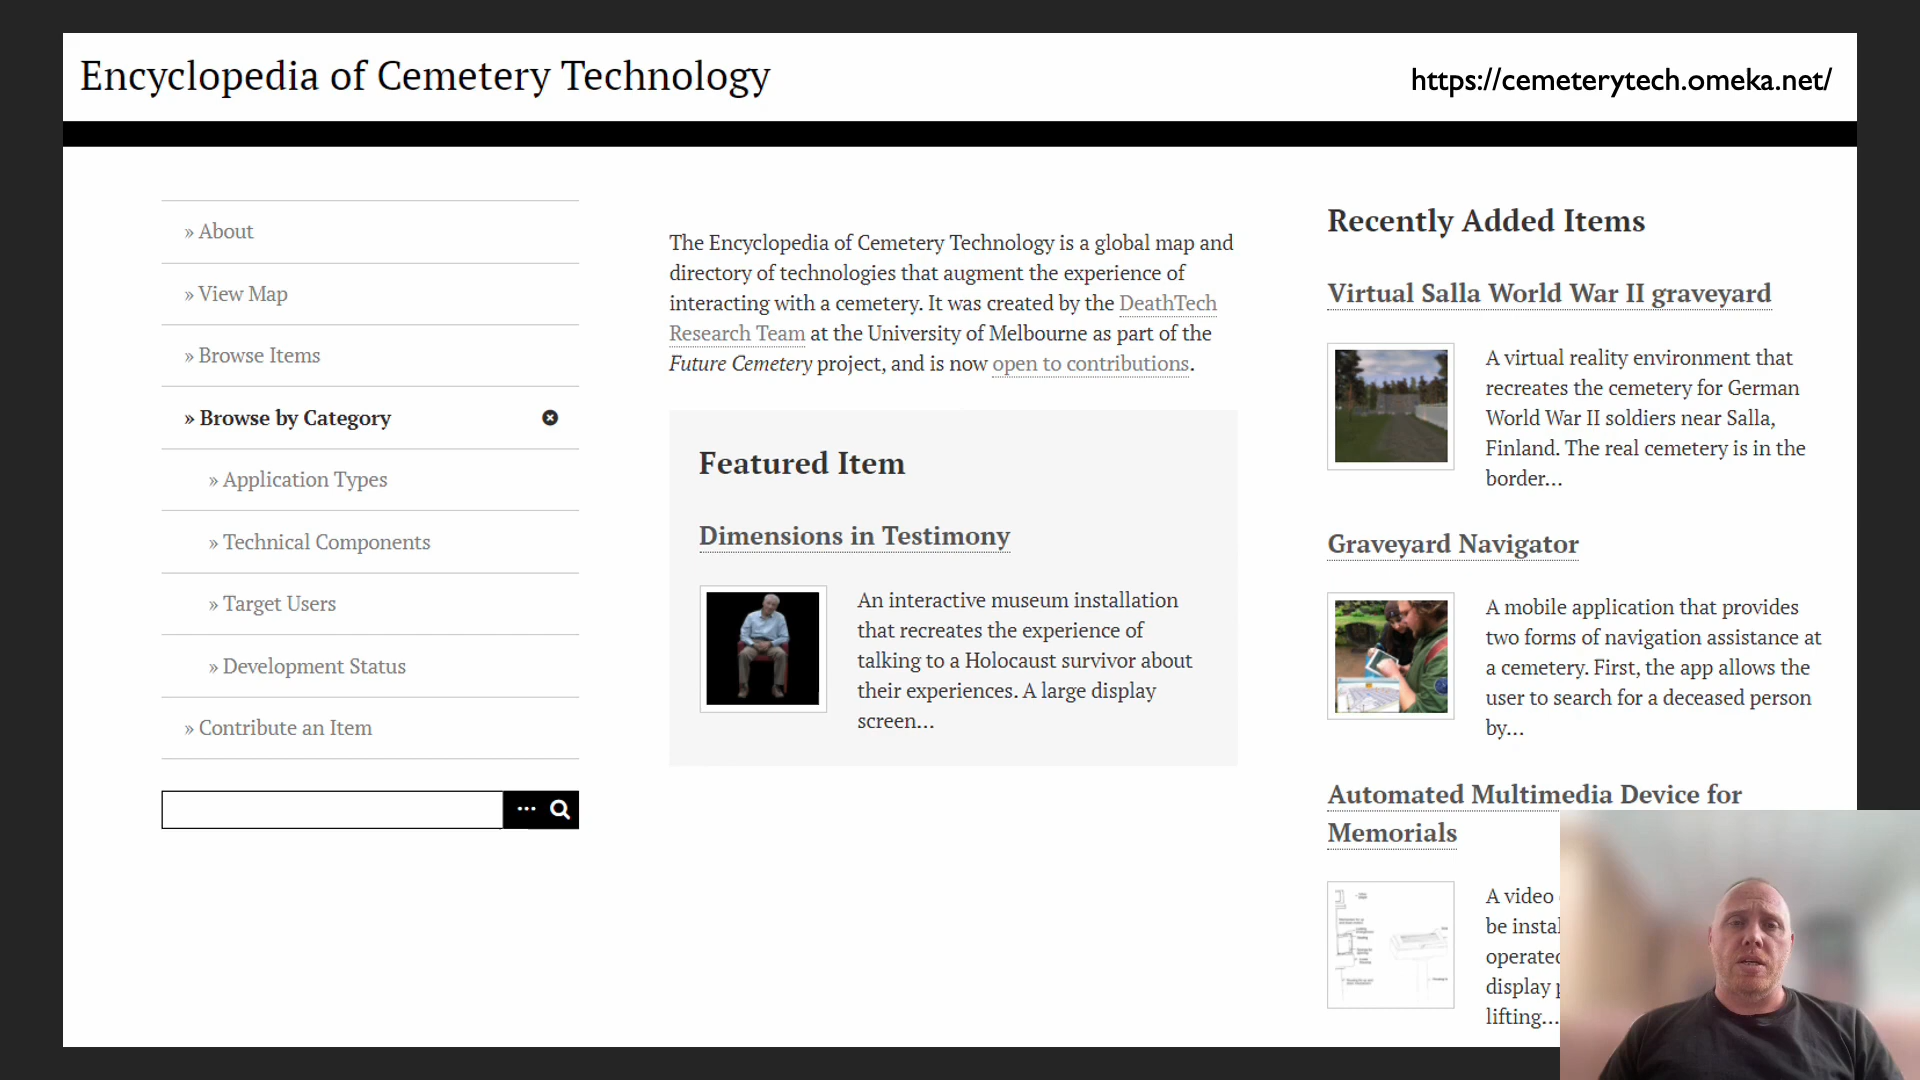 Encyclopedia of Cemetery Technology
https://cemeterytech.omeka.net/
» About
» View Map
» Browse Items
» Browse by Category
» Application Types
» Technical Components
» Target Users
» Development Status
» Contribute an Item
The Encyclopedia of Cemetery Technology is a global map and
directory of technologies that augment the experience of
interacting with a cemetery. It was created by the DeathTech
Research Team at the University of Melbourne as part of the
Future Cemetery project, and is now open to contributions.
Featured Item
Dimensions in Testimony
An interactive museum installation
that recreates the experience of
talking to a Holocaust survivor about
their experiences. A large display
screen...
Recently Added Items
Virtual Salla World War II graveyard
A virtual reality environment that
recreates the cemetery for German
World War II soldiers near Salla,
Finland. The real cemetery is in the
border...
Graveyard Navigator
A mobile application that provides
two forms of navigation assistance at
a cemetery. First, the app allows the
user to search for a deceased person
by...
Automated Multimedia Device for
Memorials
A video
be instal
operated
display p
lifting...